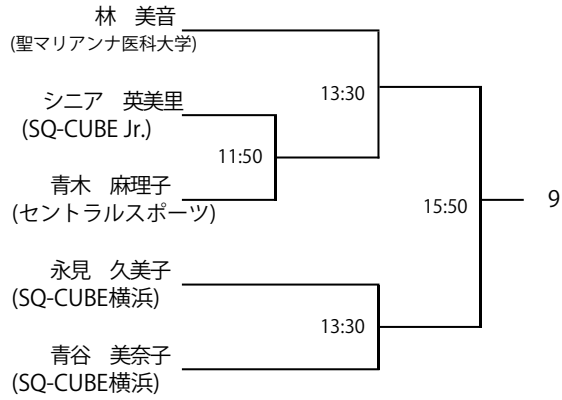 林　美音
(聖マリアンナ医科大学)
13:30
シニア　英美里
(SQ-CUBE Jr.)
11:50
青木　麻理子
(セントラルスポーツ)
15:50
9
永見　久美子
(SQ-CUBE横浜)
13:30
青谷　美奈子
(SQ-CUBE横浜)